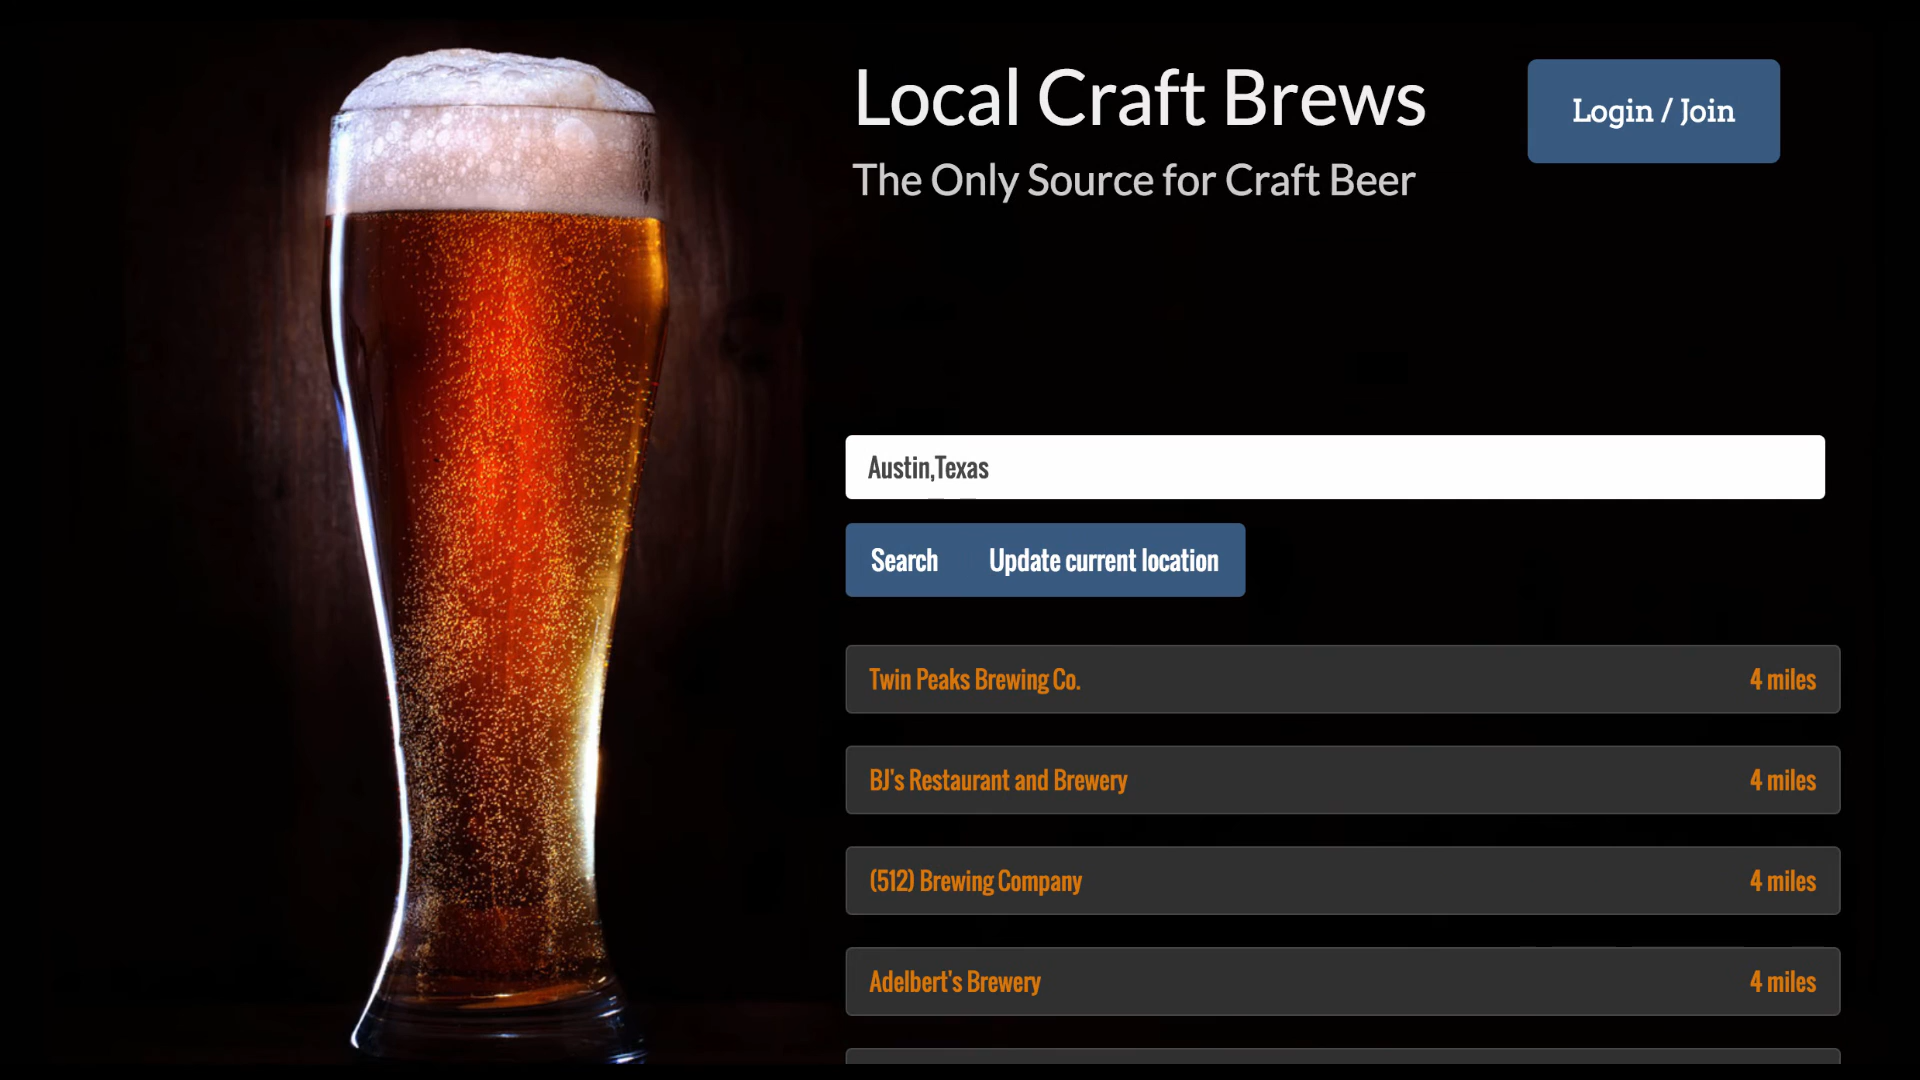 Local Craft Brews
Login / Join
The Only Source for Craft Beer
Austin,Texas
Search Update current location
Twin Peaks Brewing Co. 4 miles
BJ's Restaurant and Brewery 4 miles
(512) Brewing Company 4 miles
Adelbert's Brewery 4 miles